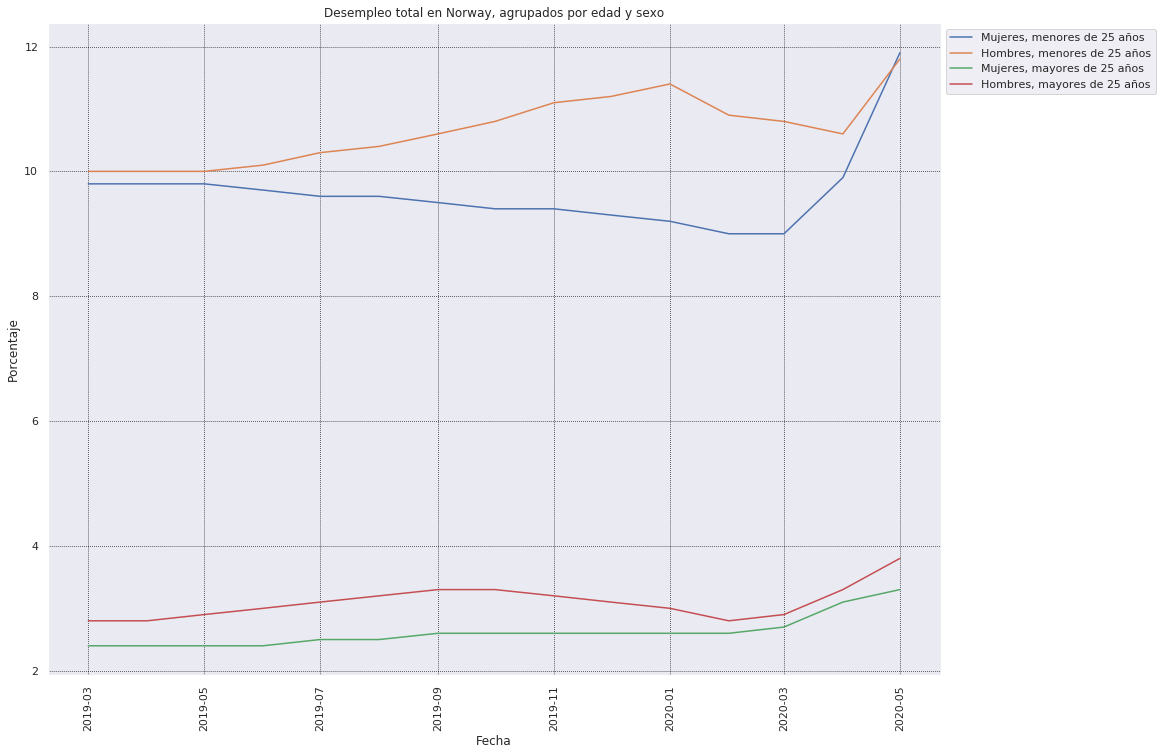 Desempleo total en Norway, agrupados por edad y sexo
Mujeres, menores de 25 años
Hombres, menores de 25 años
Mujeres, mayores de 25 años
Hombres, mayores de 25 años
12
10
8
6
4
2
Porcentaje
2019-03
2019-05
2019-07
2019-09
2019-11
2020-01
2020-03
2020-05
Fecha